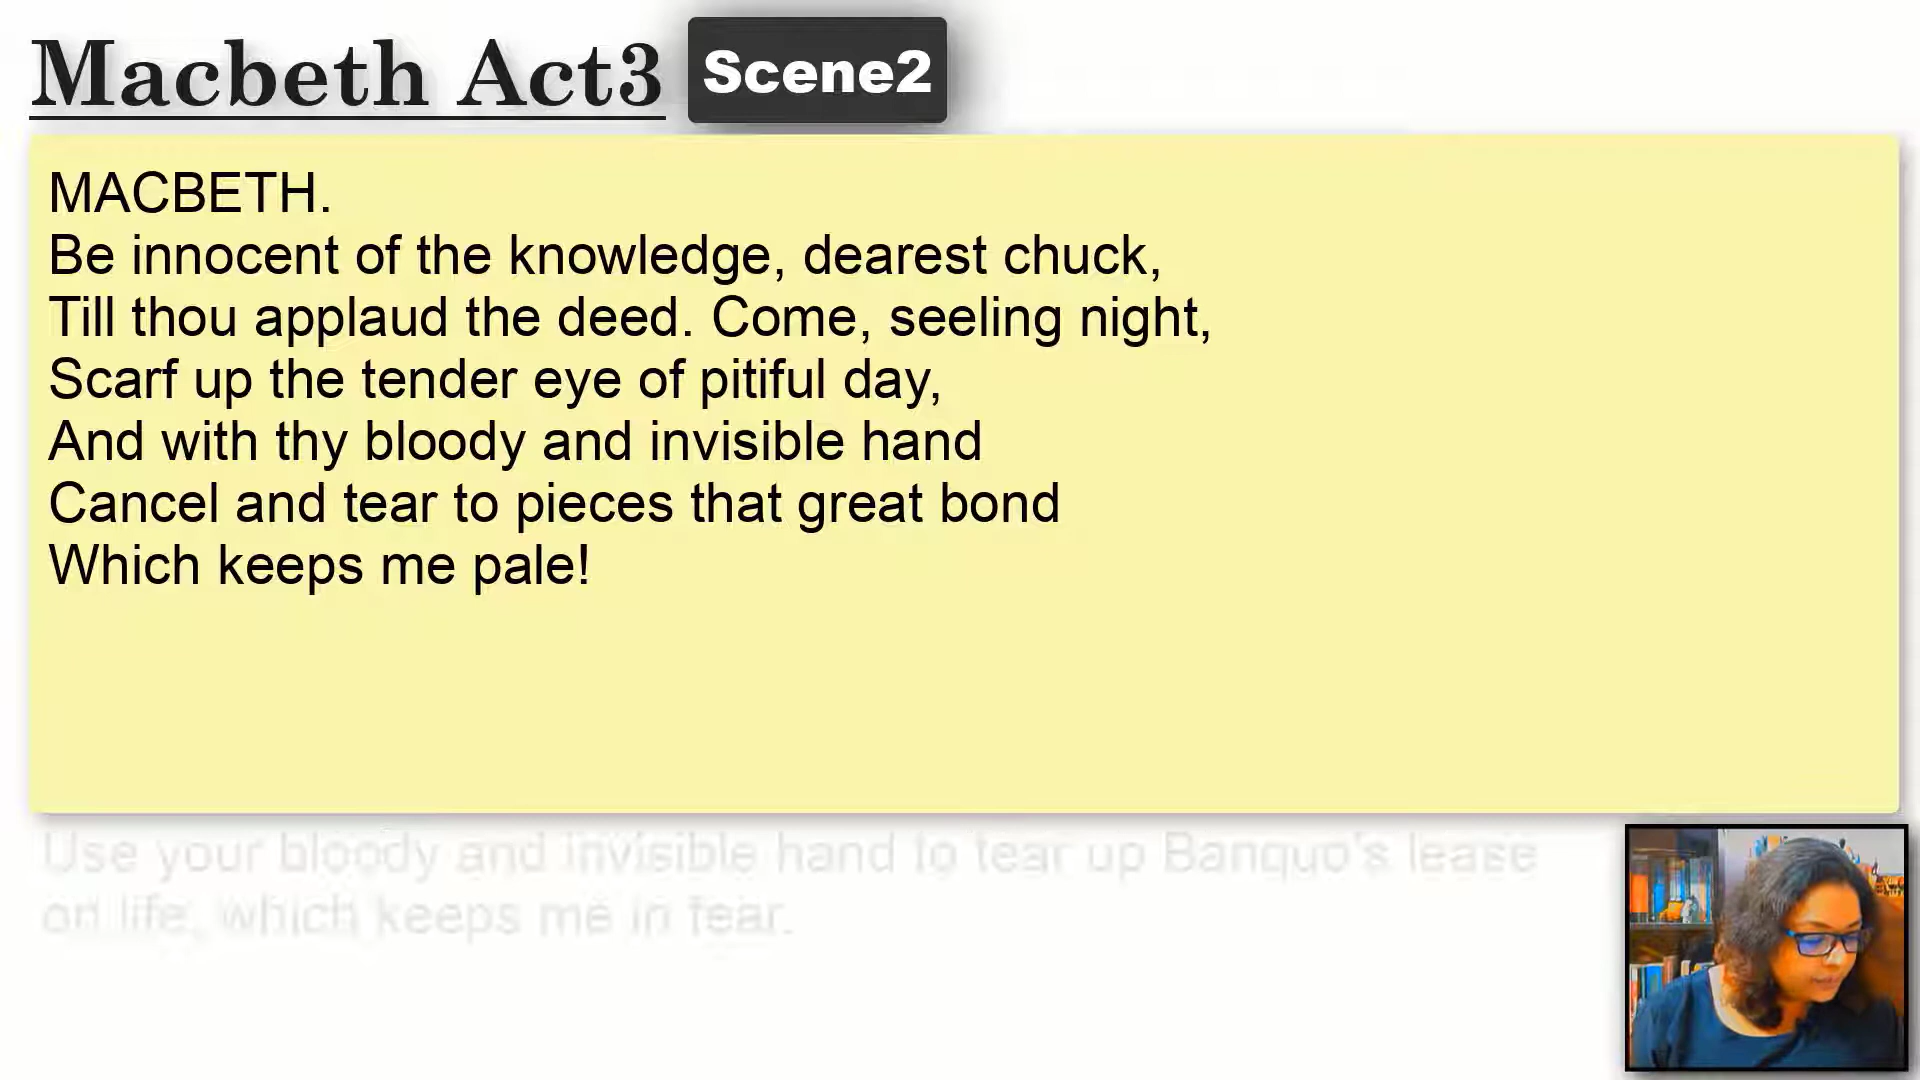 Macbeth Act3 Scene2
MACBETH.
Be innocent of the knowledge, dearest chuck,
Till thou applaud the deed. Come, seeling night,
Scarf up the tender eye of pitiful day,
And with thy bloody and invisible hand
Cancel and tear to pieces that great bond
Which keeps me pale!
Use your bloody and invisible hand to tear up Banquo's lease
on life, which keeps me in fear.